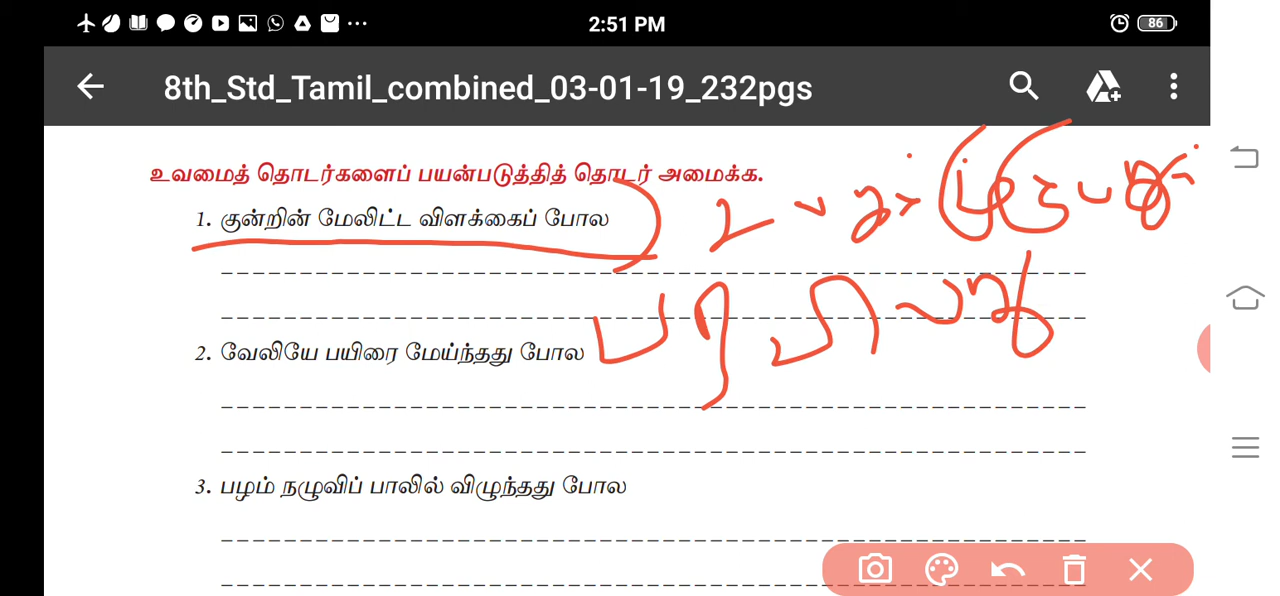 2:51 PM
86
8th_Std_Tamil_combined_03-01-19_232pgs
உவமைத் தொடர்களைப் பயன்படுத்தித் தொடர் அமைக்க.
1. குன்றின் மேலிட்ட விளக்கைப் போல
2. வேலியே பயிரை மேய்ந்தது போல
3. பழம் நழுவிப் பாலில் விழுந்தது போல